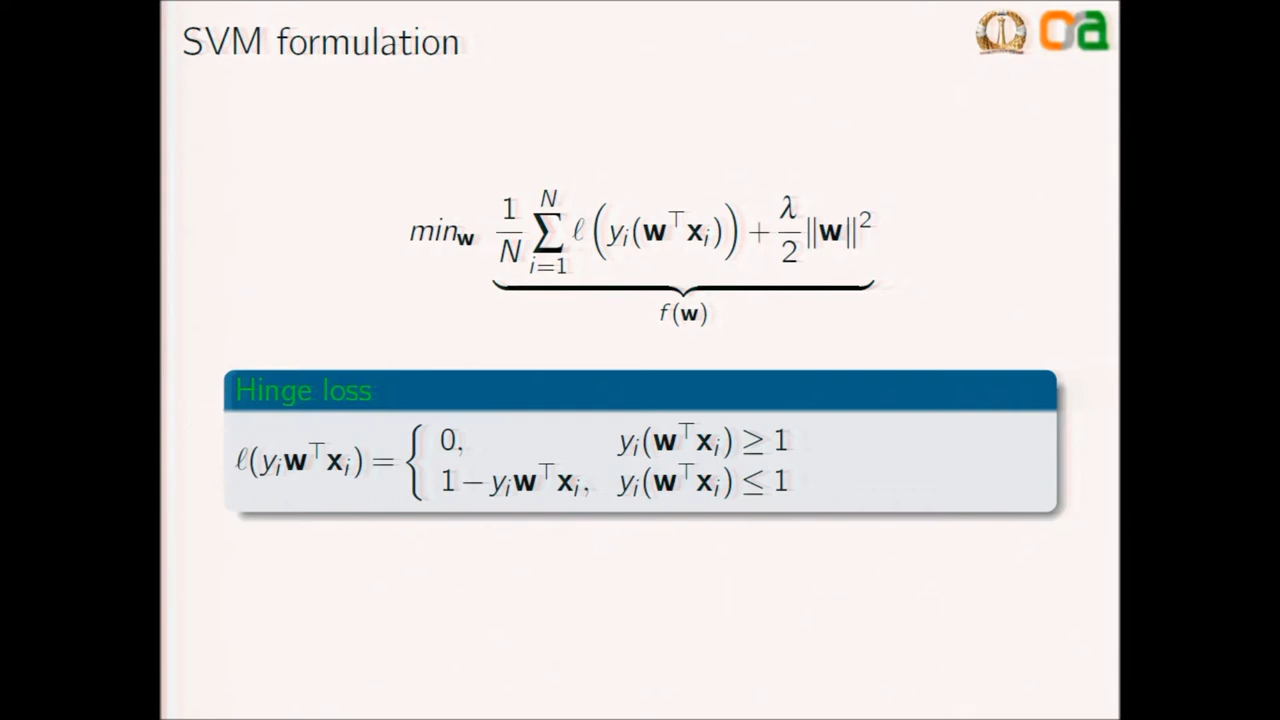 SVM formulation
oa
min_w 1/N ∑_{i=1}^{N} ℓ(y_i(w^⊤x_i)) + λ/2 ‖w‖²
f(w)
Hinge loss
ℓ(y_i w^⊤x_i) = { 0, y_i(w^⊤x_i) ≥ 1
1 − y_i w^⊤x_i, y_i(w^⊤x_i) ≤ 1